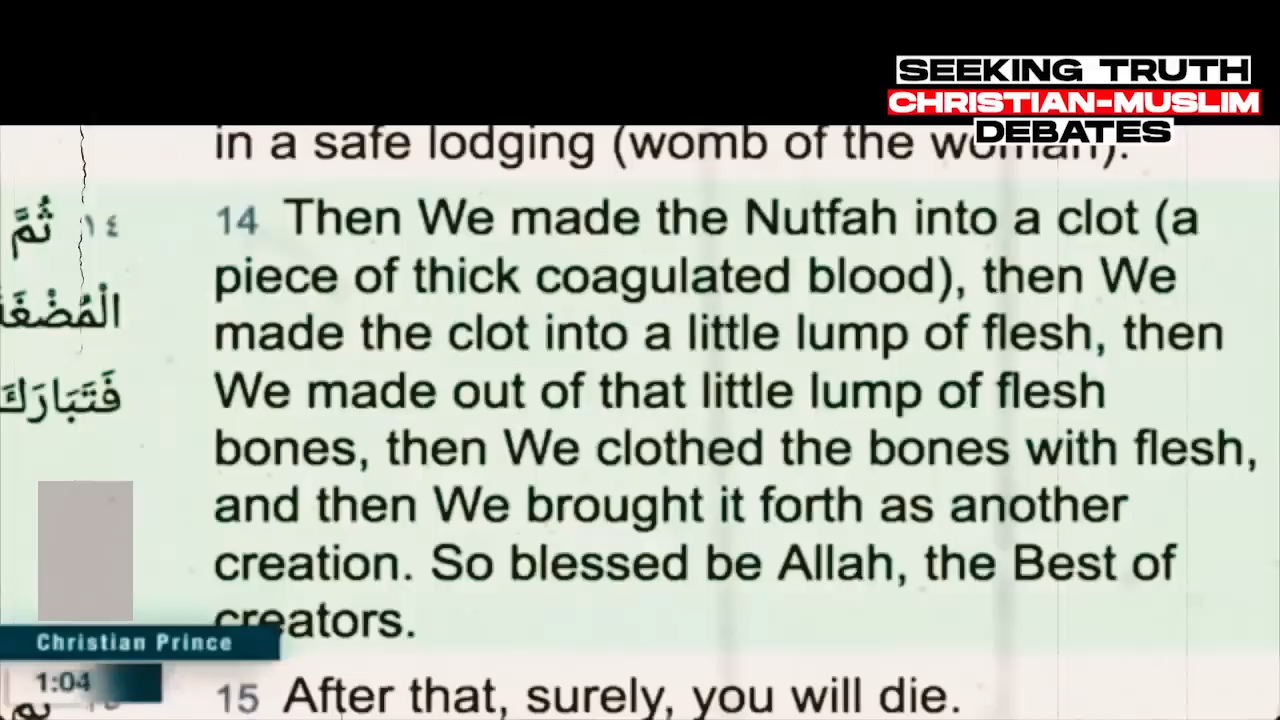 SEEKING TRUTH
CHRISTIAN-MUSLIM
DEBATES
in a safe lodging (womb of the woman).
ثُمَّ ١٤
14 Then We made the Nutfah into a clot (a
piece of thick coagulated blood), then We
الْمُضْغَةَ
made the clot into a little lump of flesh, then
فَتَبَارَكَ
We made out of that little lump of flesh
bones, then We clothed the bones with flesh,
and then We brought it forth as another
creation. So blessed be Allah, the Best of
creators.
Christian Prince
1:04
15 After that, surely, you will die.